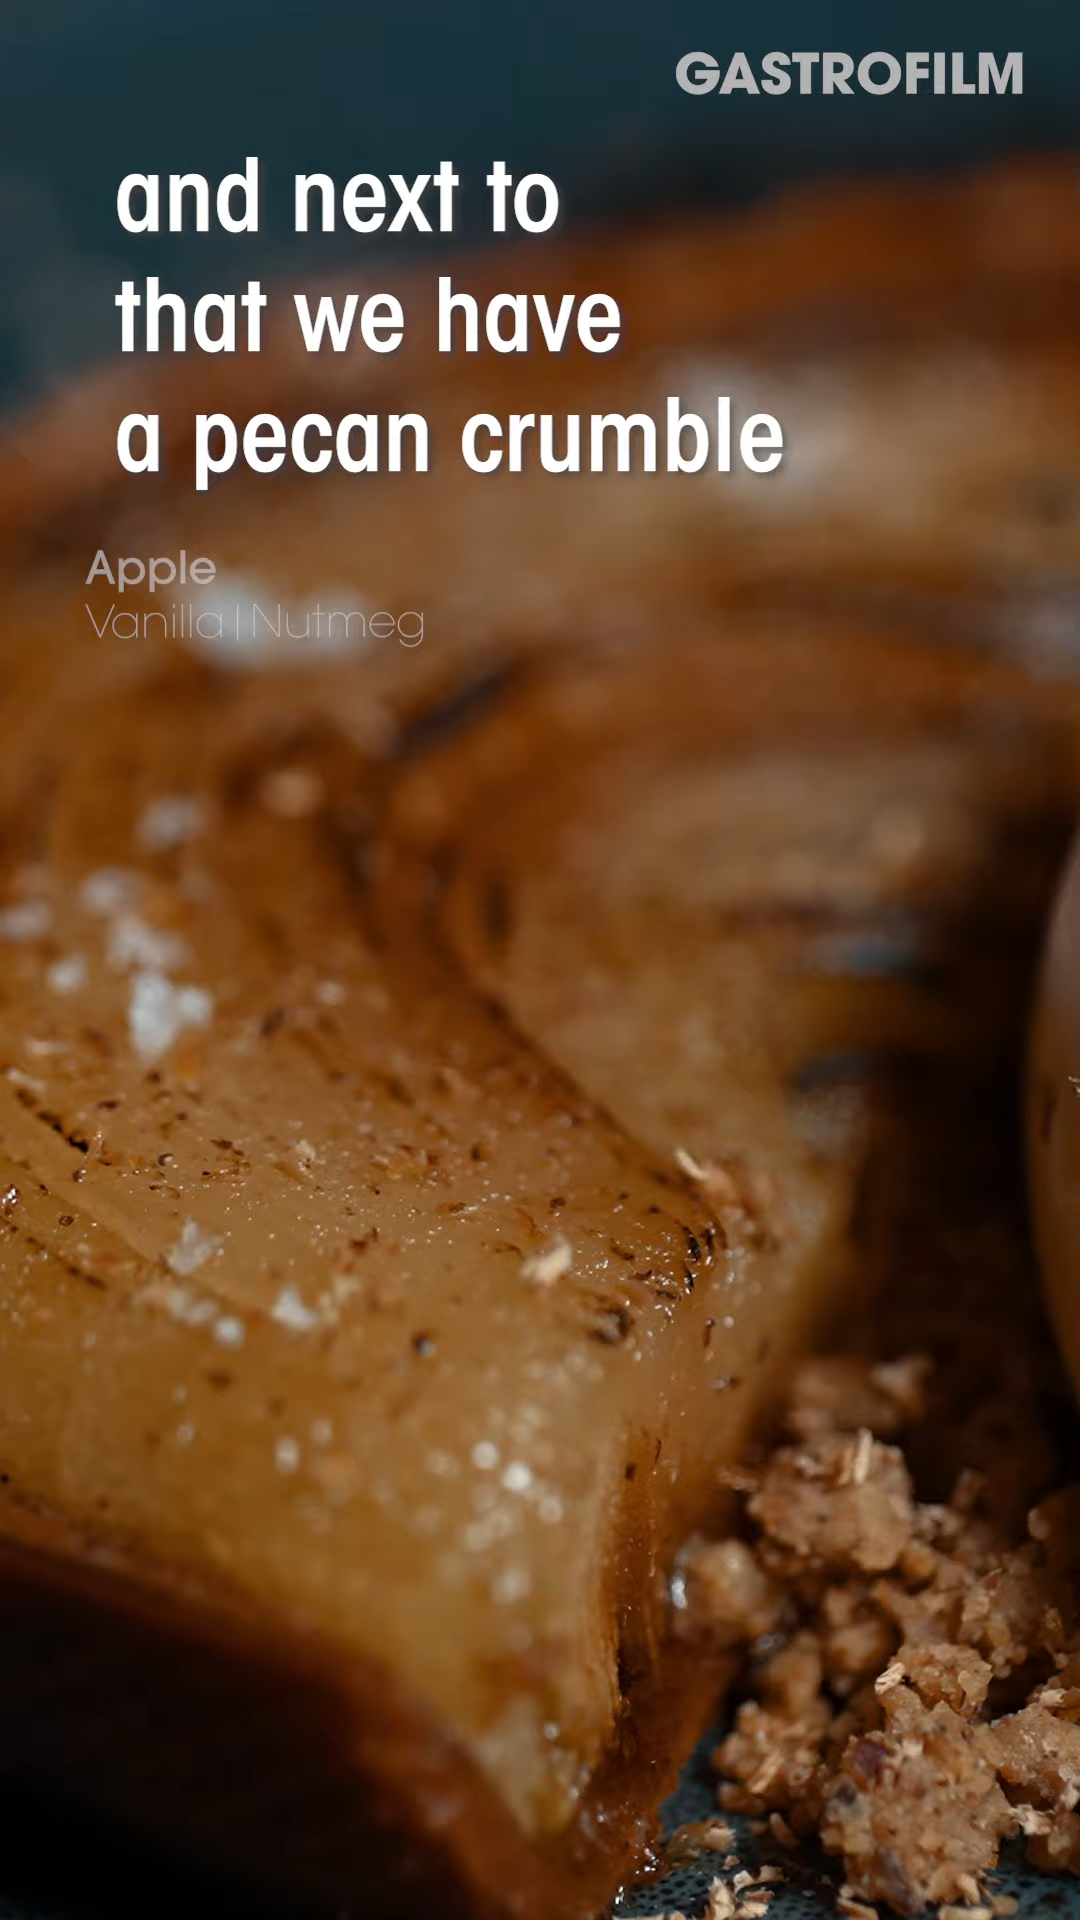 GASTROFILM
and next to
that we have
a pecan crumble
Apple
Vanilla | Nutmeg